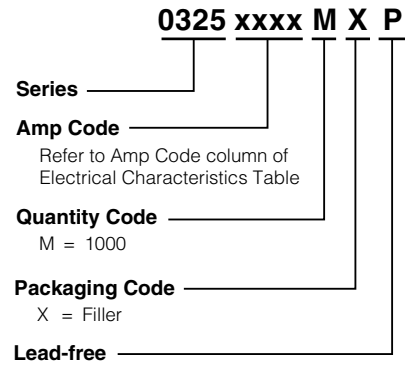 0325 xxxx M X P
Series
Amp Code
Refer to Amp Code column of
Electrical Characteristics Table
Quantity Code
M = 1000
Packaging Code
X = Filler
Lead-free